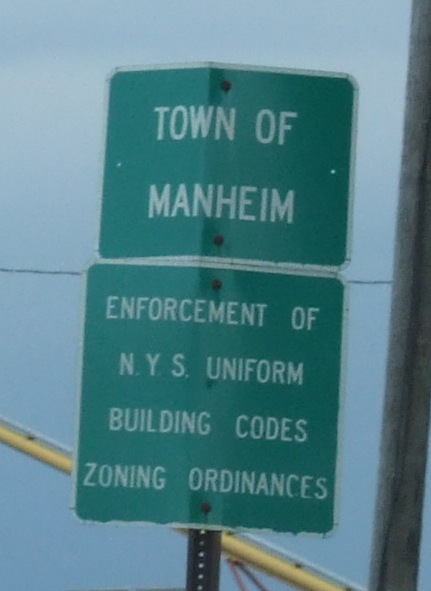 TOWN OF
MANHEIM
ENFORCEMENT OF
N.Y.S. UNIFORM
BUILDING CODES
ZONING ORDINANCES